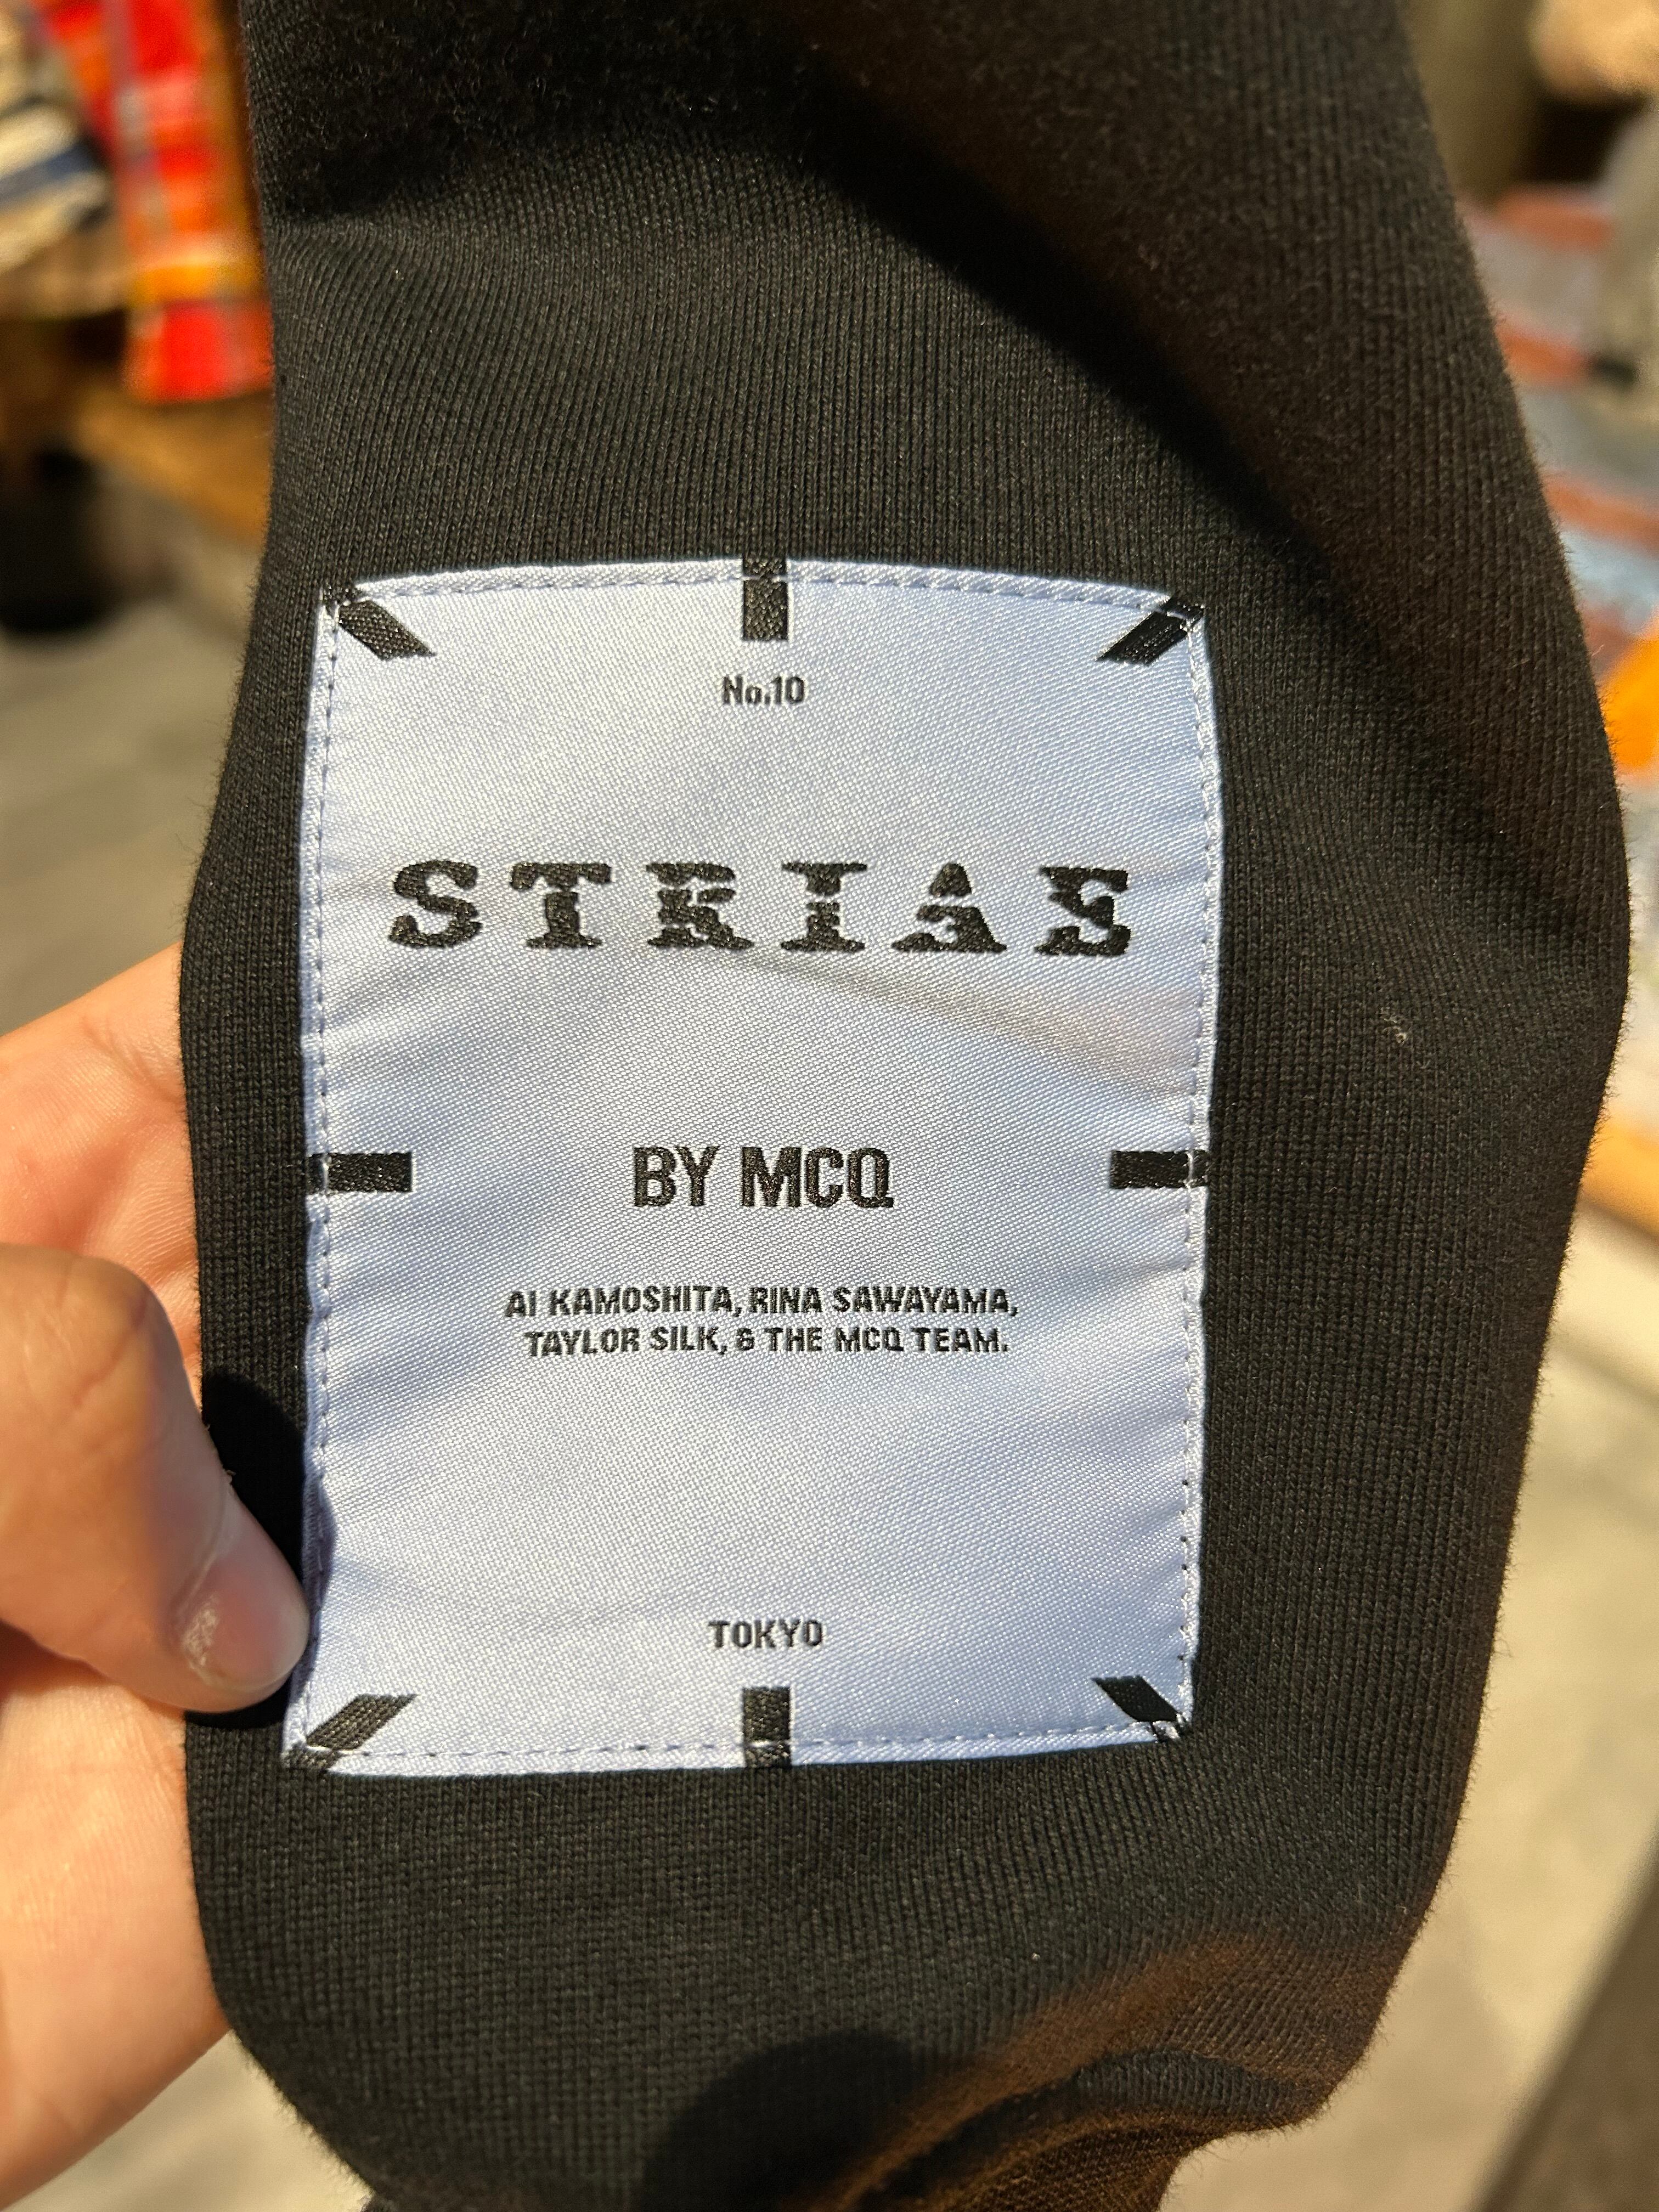 No.10
STRIAE
BY MCQ
AI KAMOSHITA, RINA SAWAYAMA,
TAYLOR SILK, & THE MCQ TEAM.
TOKYO